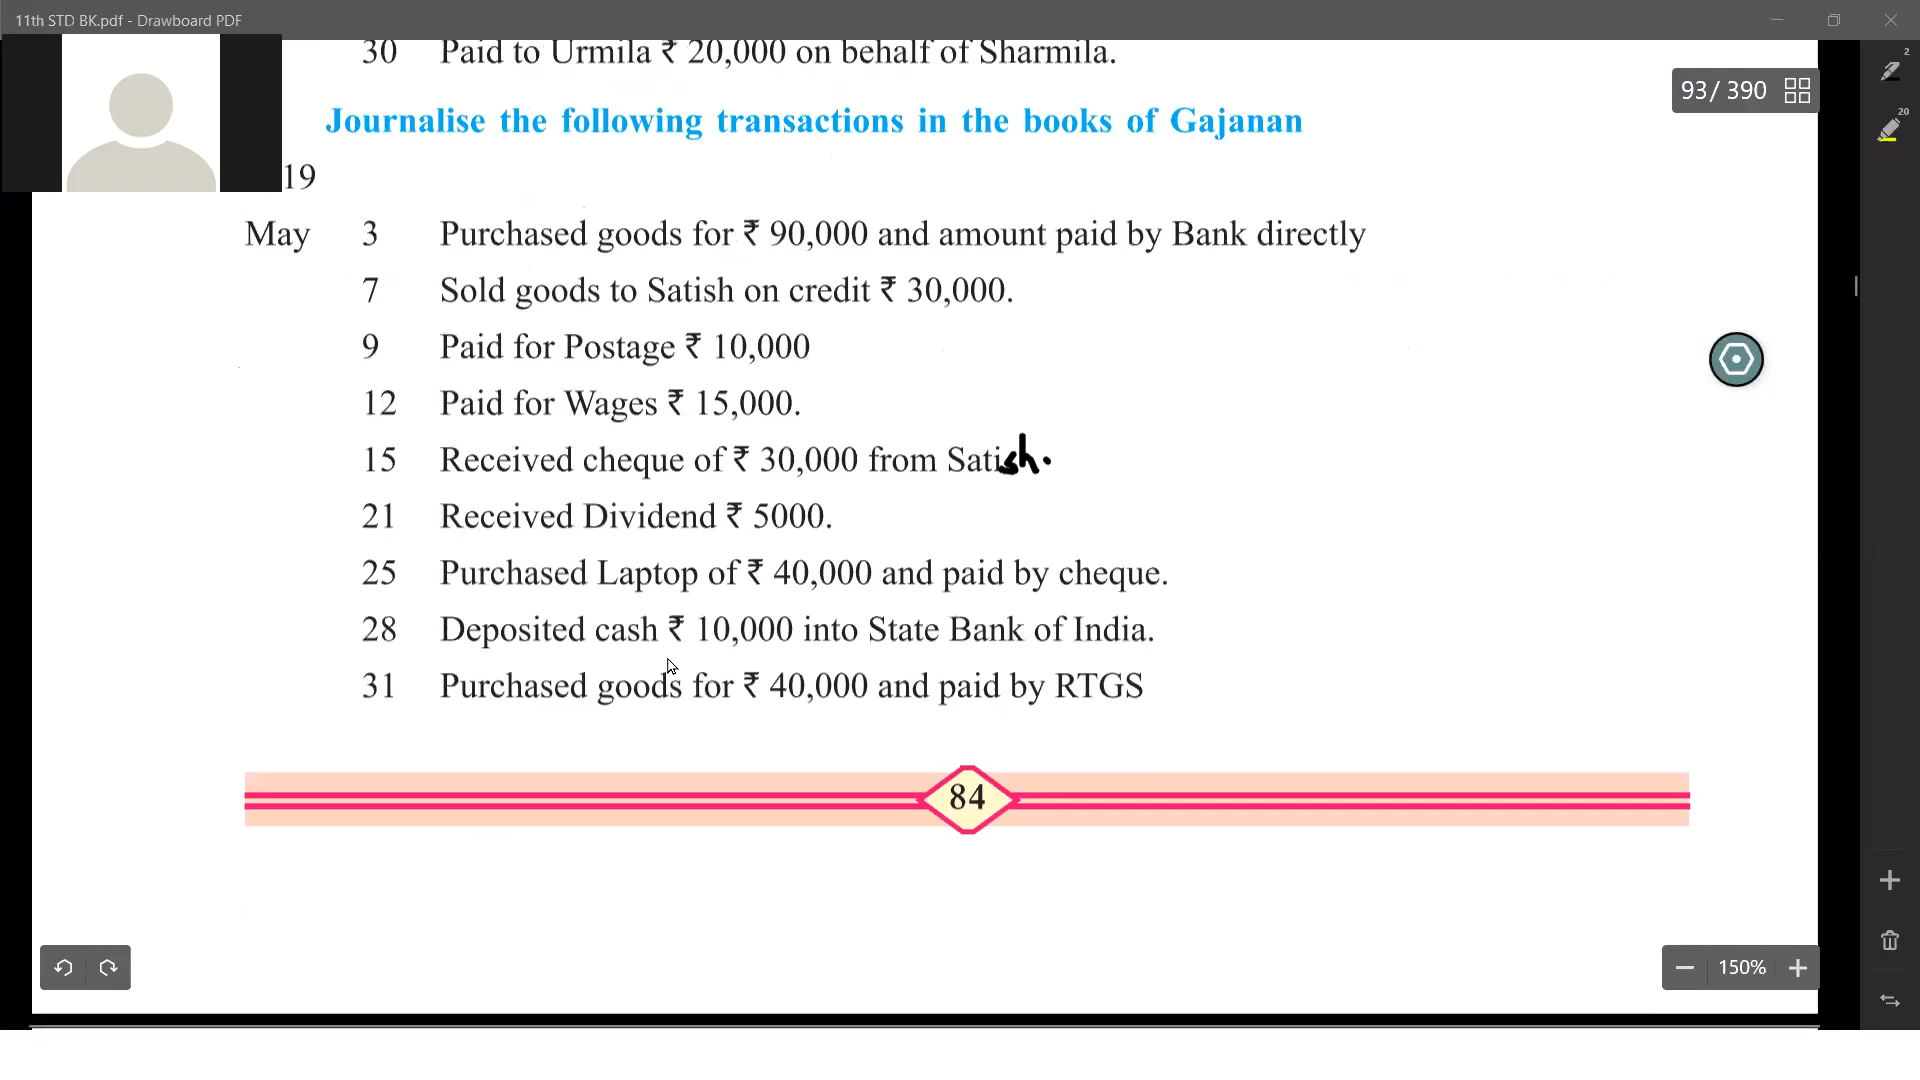 11th STD BK.pdf - Drawboard PDF
30 Paid to Urmila ₹ 20,000 on behalf of Sharmila.
2
93 / 390
Journalise the following transactions in the books of Gajanan
20
19
May 3 Purchased goods for ₹ 90,000 and amount paid by Bank directly
7 Sold goods to Satish on credit ₹ 30,000.
9 Paid for Postage ₹ 10,000
12 Paid for Wages ₹ 15,000.
15 Received cheque of ₹ 30,000 from Satish.
21 Received Dividend ₹ 5000.
25 Purchased Laptop of ₹ 40,000 and paid by cheque.
28 Deposited cash ₹ 10,000 into State Bank of India.
31 Purchased goods for ₹ 40,000 and paid by RTGS
84
150%